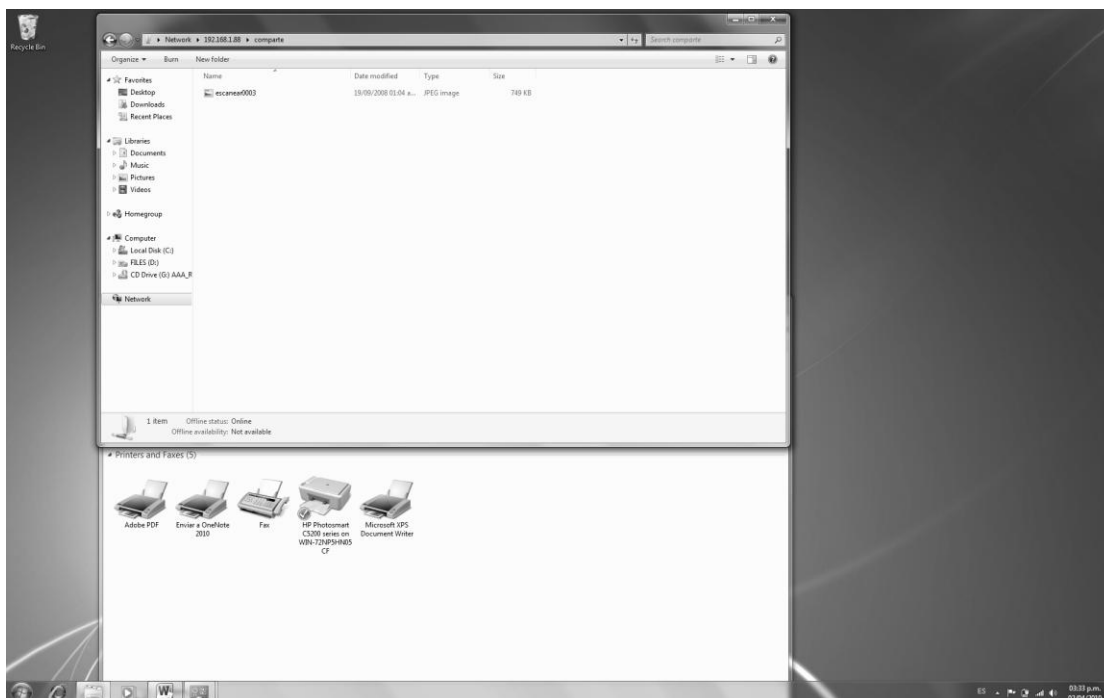 Recycle Bin
Network ▸ 192.168.1.88 ▸ comparte
Search comparte
Organize Burn New folder
Name Date modified Type Size
escanear0003 19/09/2008 01:04 a... JPEG image 749 KB
Favorites
Desktop
Downloads
Recent Places
Libraries
Documents
Music
Pictures
Videos
Homegroup
Computer
Local Disk (C:)
FILES (D:)
CD Drive (G:) AAA_R
Network
1 item Offline status: Online
Offline availability: Not available
Printers and Faxes (5)
Adobe PDF
Enviar a OneNote
2010
Fax
HP Photosmart
C5200 series on
WIN-72NP5HN05
CF
Microsoft XPS
Document Writer
W
ES
03:33 p.m.
02/04/2010